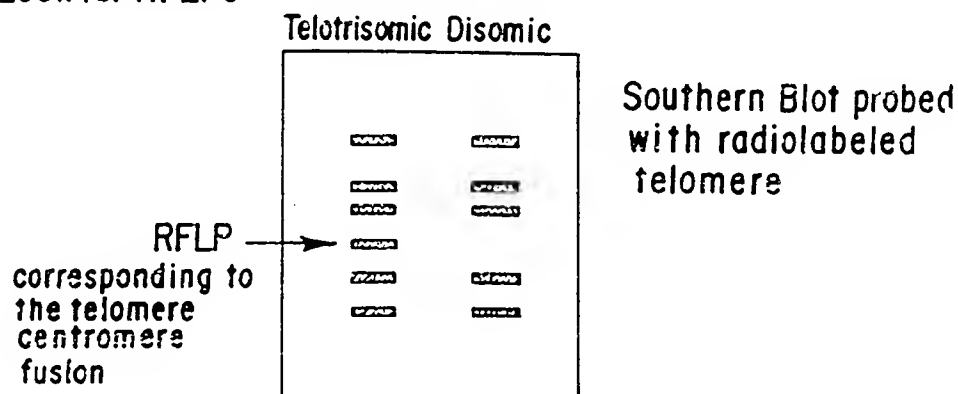 Telotrisomic Disomic
Southern Blot probed
with radiolabeled
telomere
RFLP
corresponding to
the telomere
centromere
fusion